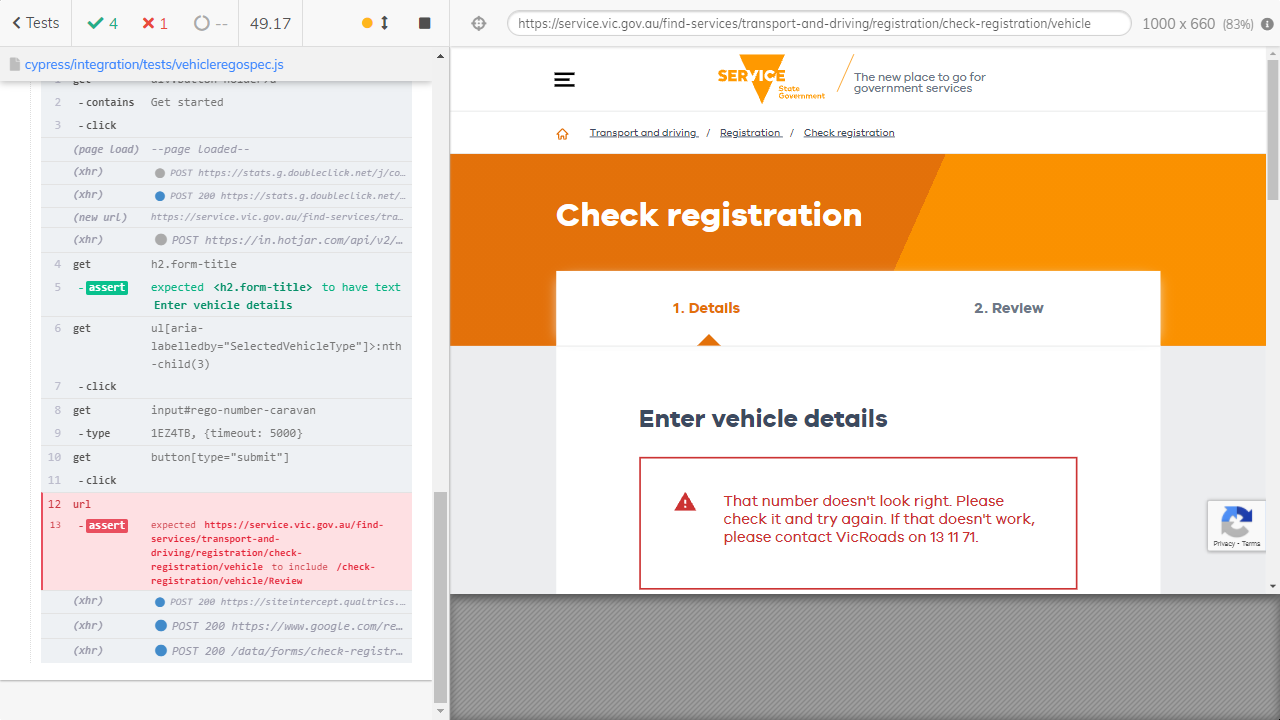 Tests
4
1
--
49.17
https://service.vic.gov.au/find-services/transport-and-driving/registration/check-registration/vehicle
1000 x 660 (83%)
cypress/integration/tests/vehicleregospec.js
2 -contains Get started
3 -click
(page load) --page loaded--
(xhr) POST https://stats.g.doubleclick.net/j/co…
(xhr) POST 200 https://stats.g.doubleclick.net/…
(new url) https://service.vic.gov.au/find-services/tra…
(xhr) POST https://in.hotjar.com/api/v2/…
4 get h2.form-title
5 -assert expected <h2.form-title> to have text
Enter vehicle details
6 get ul[aria-
labelledby="SelectedVehicleType"]>:nth
-child(3)
7 -click
8 get input#rego-number-caravan
9 -type 1EZ4TB, {timeout: 5000}
10 get button[type="submit"]
11 -click
12 url
13 -assert expected https://service.vic.gov.au/find-
services/transport-and-
driving/registration/check-
registration/vehicle to include /check-
registration/vehicle/Review
(xhr) POST 200 https://siteintercept.qualtrics.…
(xhr) POST 200 https://www.google.com/re…
(xhr) POST 200 /data/forms/check-registr…
SERVICE
State
Government
The new place to go for
government services
Transport and driving / Registration / Check registration
Check registration
1. Details
2. Review
Enter vehicle details
That number doesn't look right. Please
check it and try again. If that doesn't work,
please contact VicRoads on 13 11 71.
Privacy - Terms